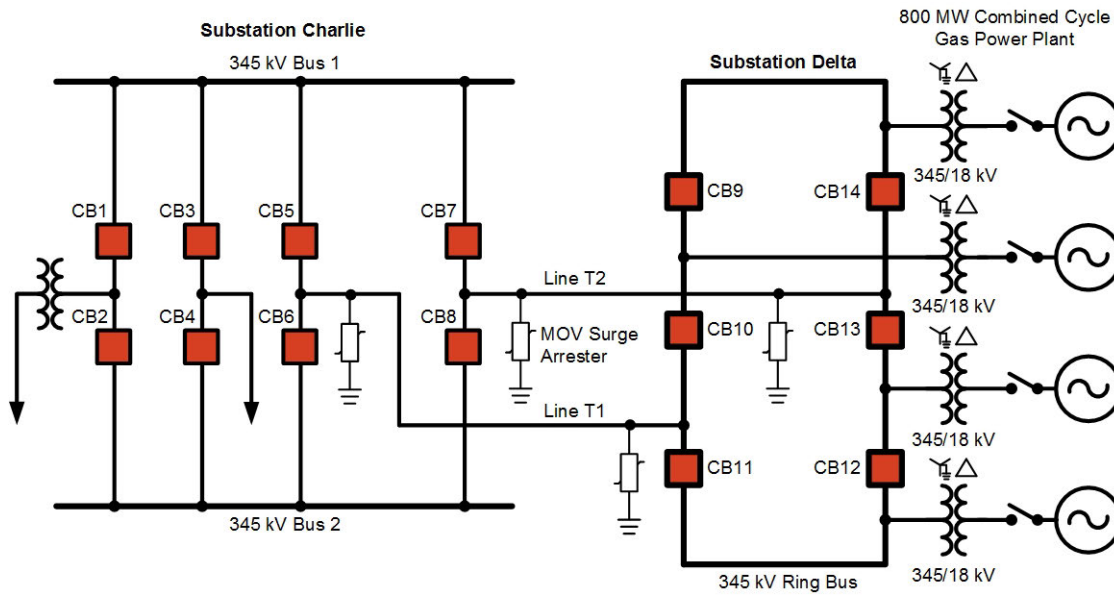 800 MW Combined Cycle
Gas Power Plant
Substation Charlie
345 kV Bus 1
Substation Delta
345/18 kV
CB1
CB3
CB5
CB7
CB9
CB14
Line T2
345/18 kV
CB2
CB4
CB6
CB8
MOV Surge
Arrester
CB10
CB13
Line T1
345/18 kV
CB11
CB12
345 kV Bus 2
345 kV Ring Bus
345/18 kV